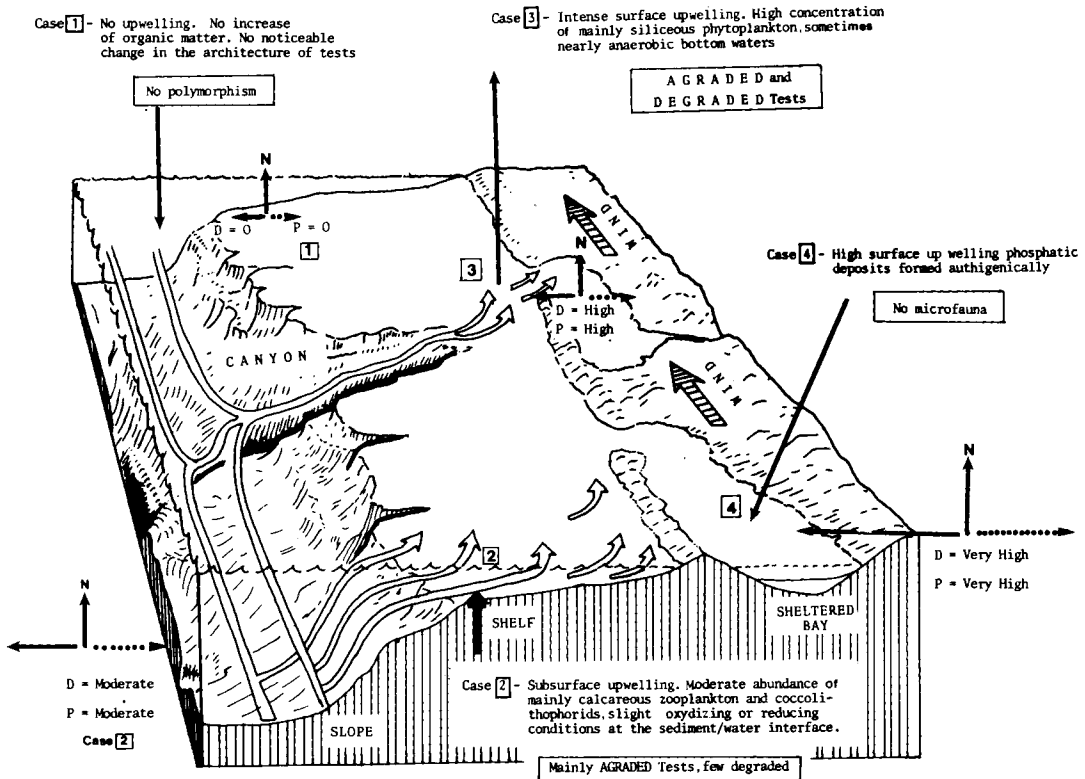 Case 1 - No upwelling. No increase
of organic matter. No noticeable
change in the architecture of tests
No polymorphism
Case 3 - Intense surface upwelling. High concentration
of mainly siliceous phytoplankton, sometimes
nearly anaerobic bottom waters
AGRADED and
DEGRADED Tests
Case 4 - High surface up welling phosphatic
deposits formed authigenically
No microfauna
N
D = 0
P = 0
1
WIND
3
N
D = High
P = High
CANYON
WIND
4
N
D = Very High
P = Very High
2
N
D = Moderate
P = Moderate
Case 2
SHELF
SHELTERED
BAY
SLOPE
Case 2 - Subsurface upwelling. Moderate abundance of
mainly calcareous zooplankton and coccoli-
thophorids, slight oxydizing or reducing
conditions at the sediment/water interface.
Mainly AGRADED Tests, few degraded